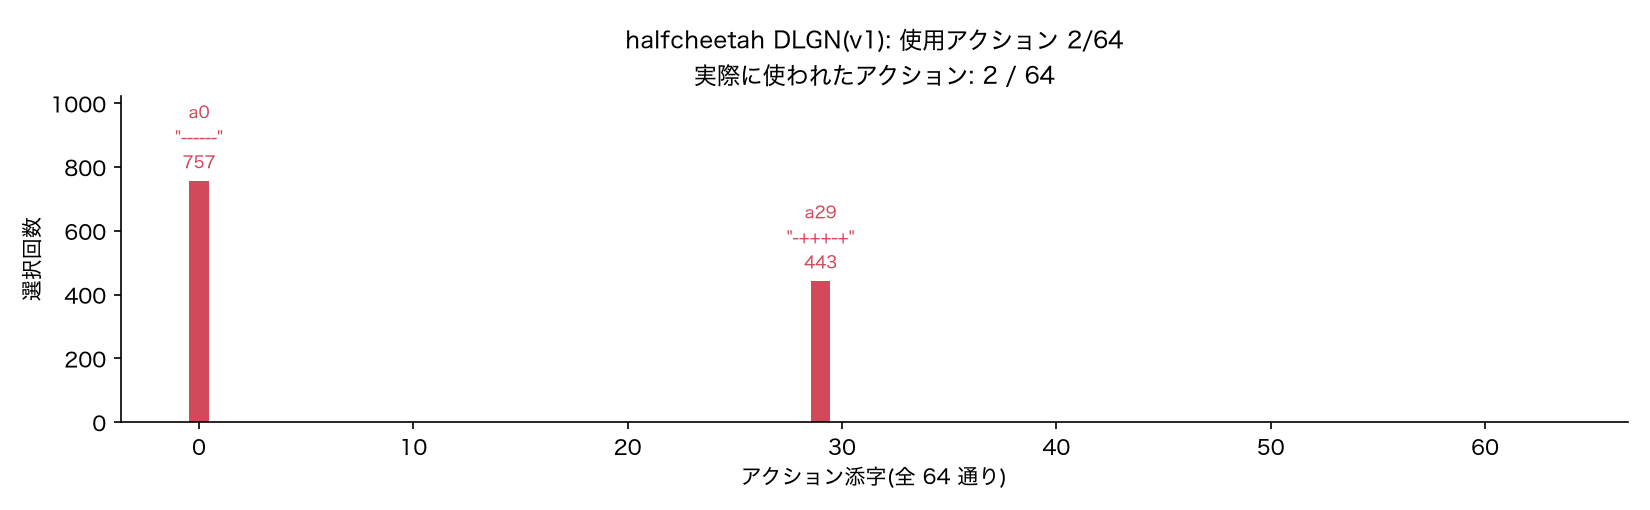 halfcheetah DLGN(v1): 使用アクション 2/64
実際に使われたアクション: 2 / 64
1000
800
600
400
200
0
選択回数
a0
"------"
757
a29
"-+++-+"
443
0
10
20
30
40
50
60
アクション添字(全 64 通り)